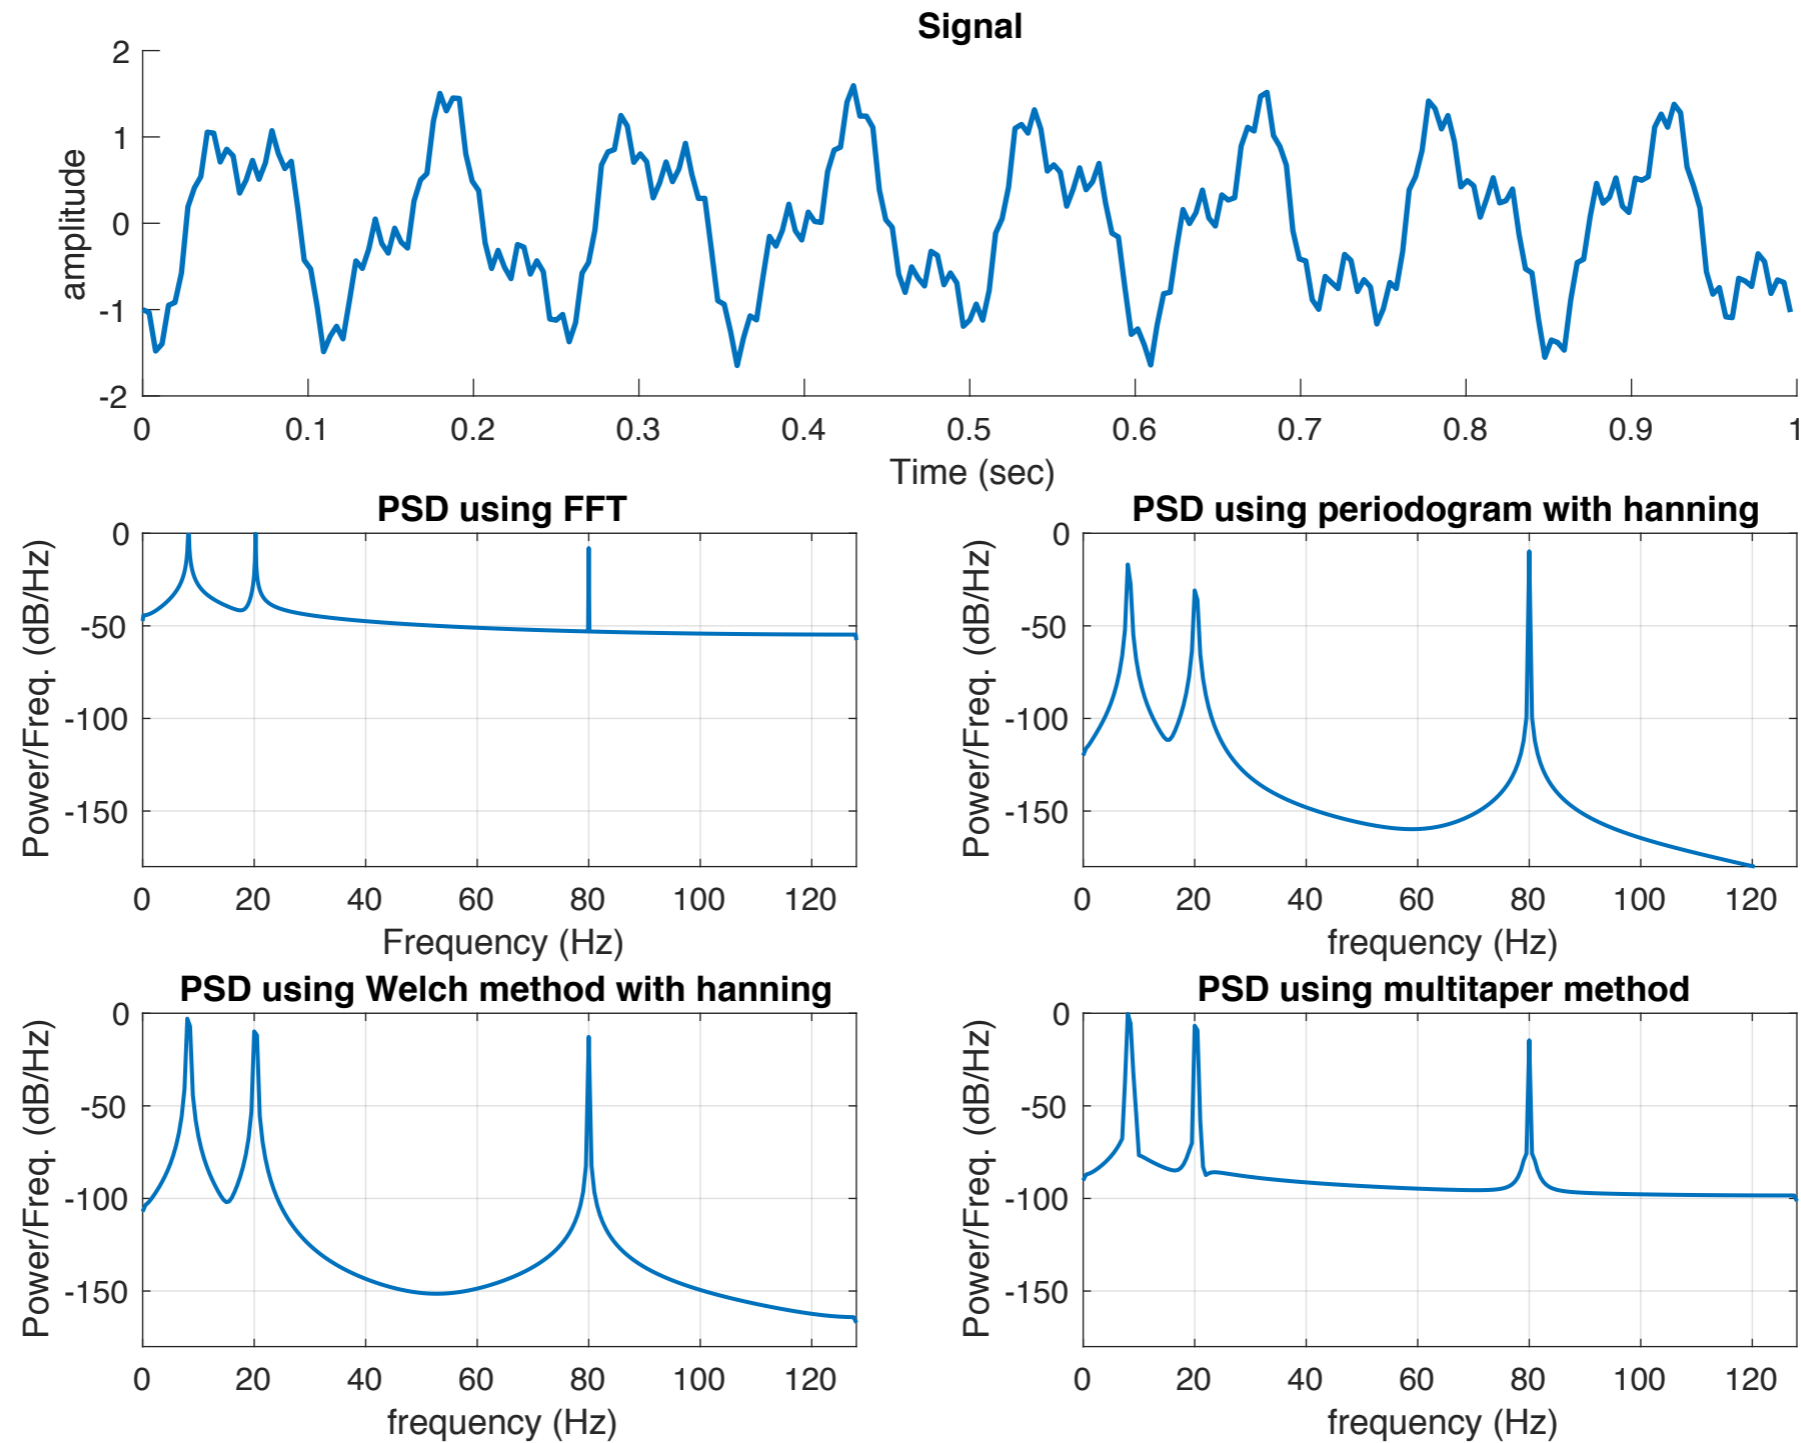 Signal
2
1
0
-1
-2
amplitude
0 0.1 0.2 0.3 0.4 0.5 0.6 0.7 0.8 0.9 1
Time (sec)
PSD using FFT
0
-50
-100
-150
Power/Freq. (dB/Hz)
0 20 40 60 80 100 120
Frequency (Hz)
PSD using periodogram with hanning
0
-50
-100
-150
Power/Freq. (dB/Hz)
0 20 40 60 80 100 120
frequency (Hz)
PSD using Welch method with hanning
0
-50
-100
-150
Power/Freq. (dB/Hz)
0 20 40 60 80 100 120
frequency (Hz)
PSD using multitaper method
0
-50
-100
-150
Power/Freq. (dB/Hz)
0 20 40 60 80 100 120
frequency (Hz)